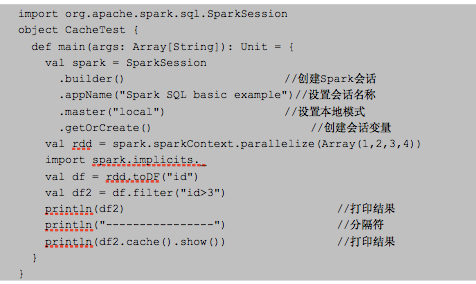 import org.apache.spark.sql.SparkSession
object CacheTest {
  def main(args: Array[String]): Unit = {
    val spark = SparkSession
      .builder()                        //创建Spark会话
      .appName("Spark SQL basic example")//设置会话名称
      .master("local")                  //设置本地模式
      .getOrCreate()                        //创建会话变量
    val rdd = spark.sparkContext.parallelize(Array(1,2,3,4))
    import spark.implicits._
    val df = rdd.toDF("id")
    val df2 = df.filter("id>3")
    println(df2)                                //打印结果
    println("----------------")                 //分隔符
    println(df2.cache().show())                 //打印结果
  }
}